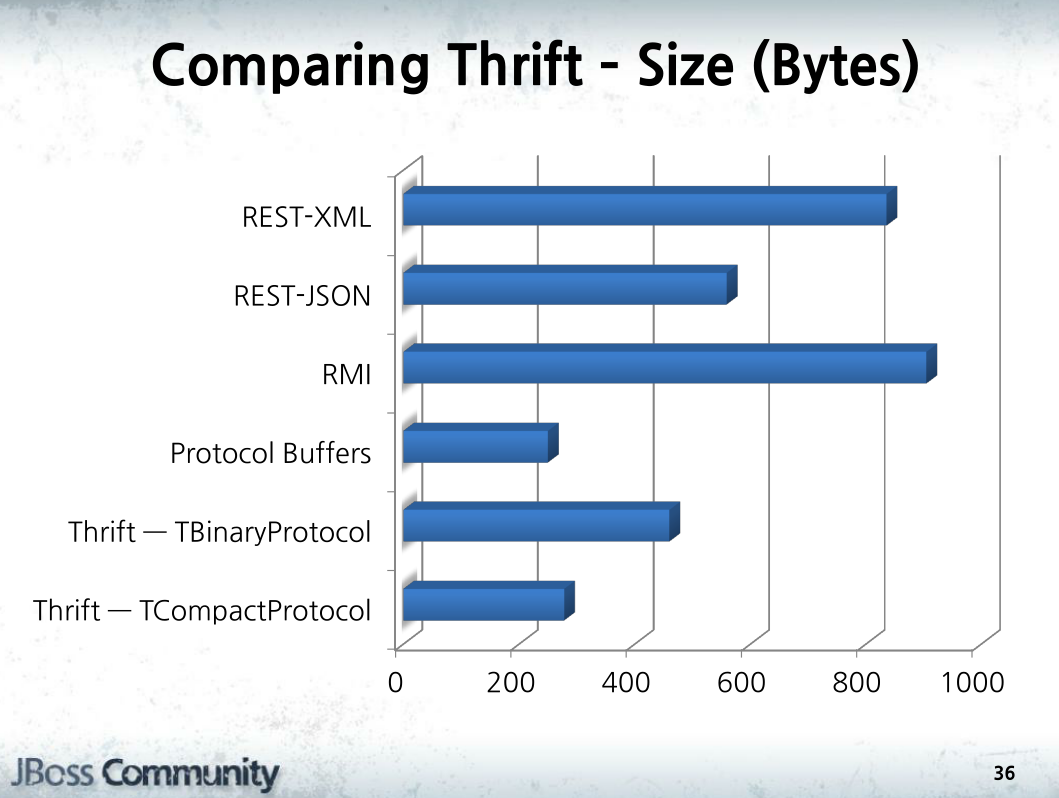 Comparing Thrift - Size (Bytes)
REST-XML
REST-JSON
RMI
Protocol Buffers
Thrift — TBinaryProtocol
Thrift — TCompactProtocol
0 200 400 600 800 1000
JBoss Community
36